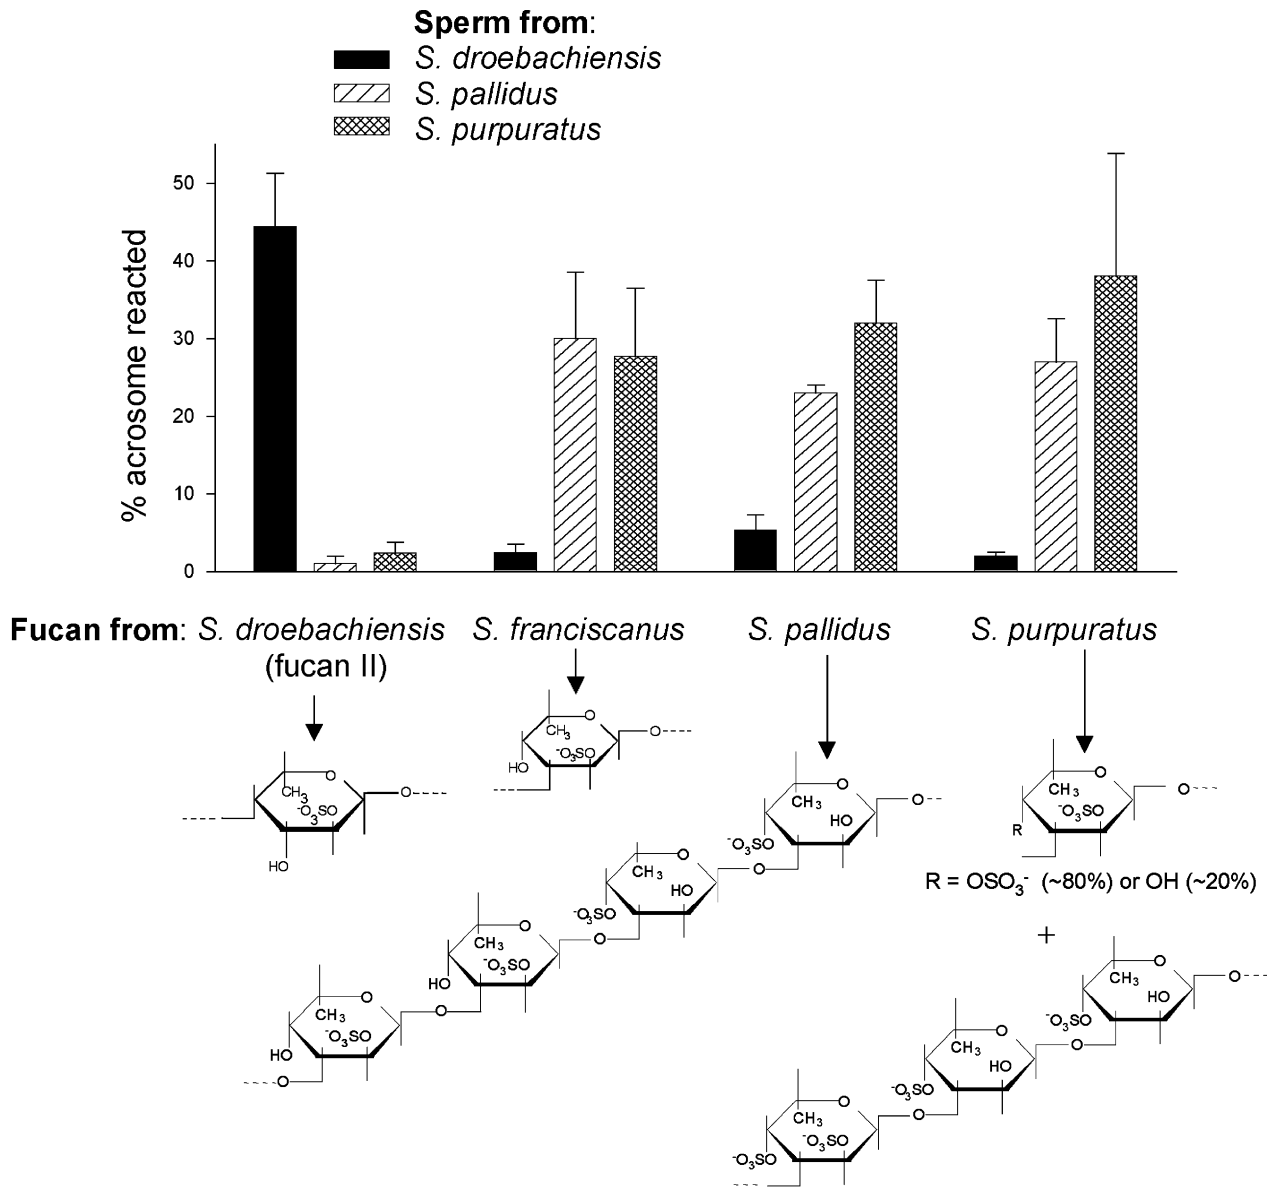 Sperm from:
S. droebachiensis
S. pallidus
S. purpuratus
% acrosome reacted
50
40
30
20
10
0
Fucan from: S. droebachiensis S. franciscanus S. pallidus S. purpuratus
(fucan II)
O
CH3
-O3SO
O
HO
O
CH3
-O3SO
HO
O
O
CH3
HO
-O3SO
O
O
CH3
-O3SO
R
O
R = OSO3- (~80%) or OH (~20%)
+
O
CH3
HO
-O3SO
O
O
CH3
-O3SO
HO
O
O
CH3
-O3SO
HO
O
O
O
CH3
HO
-O3SO
O
O
CH3
HO
-O3SO
O
O
CH3
-O3SO
-O3SO
O